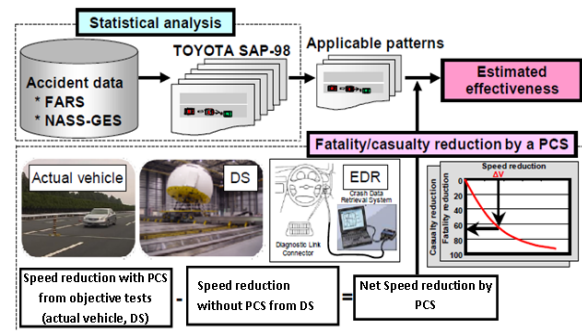 Statistical analysis
TOYOTA SAP-98
Applicable patterns
Accident data
* FARS
* NASS-GES
Estimated
effectiveness
Fatality/casualty reduction by a PCS
Actual vehicle
DS
EDR
Crash Data
Retrieval System
Diagnostic Link
Connector
Speed reduction
ΔV
Casualty reduction
Fatality reduction
0
20
40
60
80
100
Speed reduction with PCS
from objective tests
(actual vehicle, DS)
-
Speed reduction
without PCS from DS
=
Net Speed reduction by
PCS